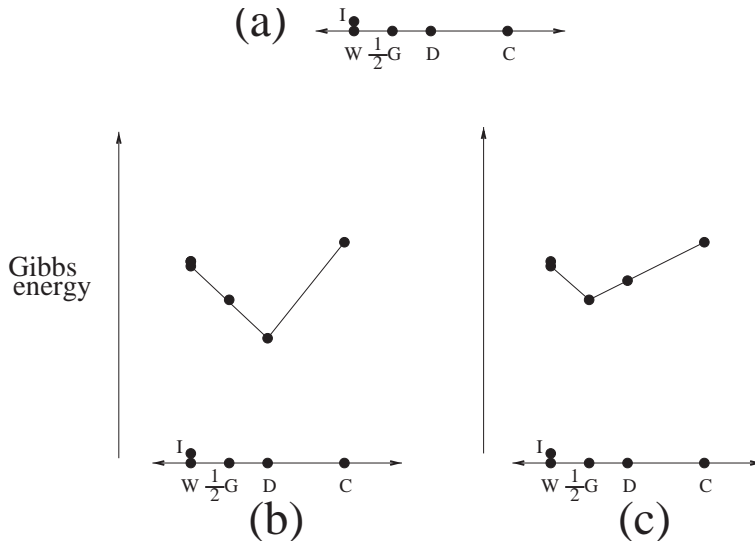 (a)
I
W ½G D C
Gibbs
energy
I
W ½G D C
(b)
I
W ½G D C
(c)